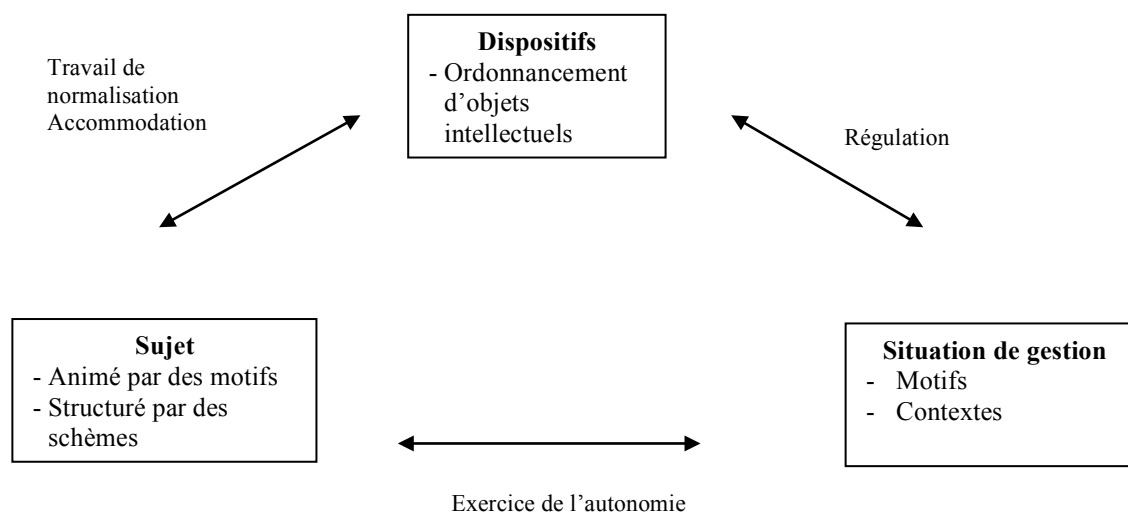 Dispositifs
- Ordonnancement
d’objets
intellectuels
Travail de
normalisation
Accommodation
Régulation
Sujet
- Animé par des motifs
- Structuré par des
schèmes
Situation de gestion
- Motifs
- Contextes
Exercice de l’autonomie